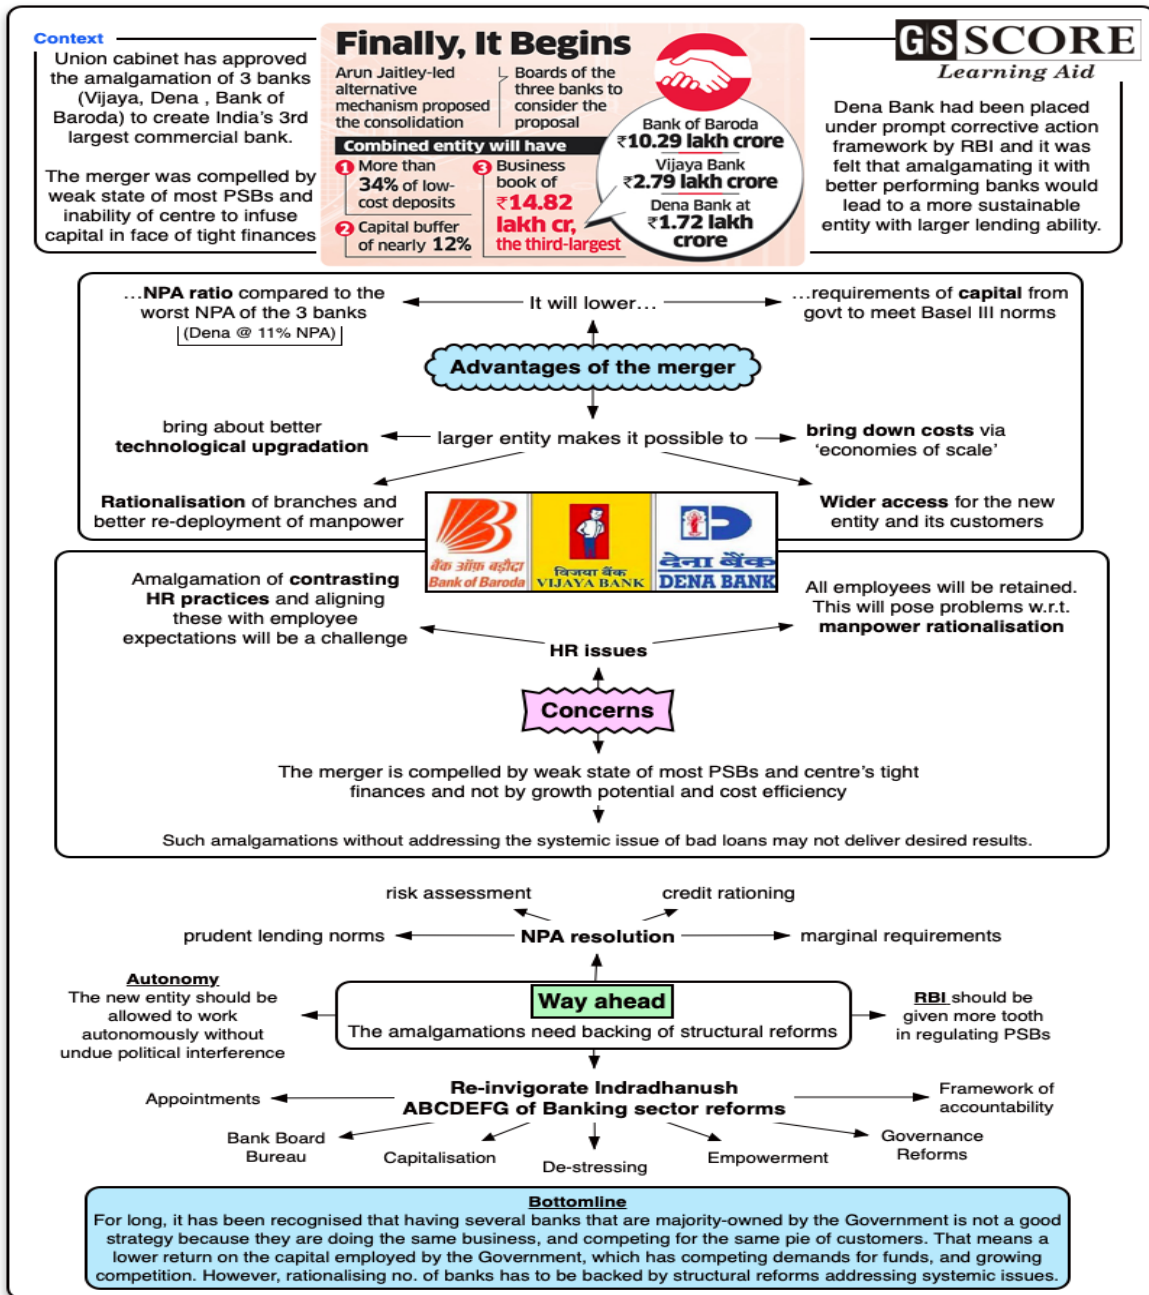 Context
Union cabinet has approved
the amalgamation of 3 banks
(Vijaya, Dena , Bank of
Baroda) to create India's 3rd
largest commercial bank.
The merger was compelled by
weak state of most PSBs and
inability of centre to infuse
capital in face of tight finances
Finally, It Begins
Arun Jaitley-led
alternative
mechanism proposed
the consolidation
Boards of the
three banks to
consider the
proposal
Combined entity will have
1 More than
34% of low-
cost deposits
2 Capital buffer
of nearly 12%
3 Business
book of
₹14.82
lakh cr,
the third-largest
Bank of Baroda
₹10.29 lakh crore
Vijaya Bank
₹2.79 lakh crore
Dena Bank at
₹1.72 lakh
crore
GS SCORE
Learning Aid
Dena Bank had been placed
under prompt corrective action
framework by RBI and it was
felt that amalgamating it with
better performing banks would
lead to a more sustainable
entity with larger lending ability.
...NPA ratio compared to the
worst NPA of the 3 banks
(Dena @ 11% NPA)
It will lower...
...requirements of capital from
govt to meet Basel III norms
Advantages of the merger
bring about better
technological upgradation
larger entity makes it possible to
bring down costs via
'economies of scale'
Rationalisation of branches and
better re-deployment of manpower
Wider access for the new
entity and its customers
बैंक ऑफ़ बड़ौदा
Bank of Baroda
विजया बैंक
VIJAYA BANK
देना बैंक
DENA BANK
Amalgamation of contrasting
HR practices and aligning
these with employee
expectations will be a challenge
All employees will be retained.
This will pose problems w.r.t.
manpower rationalisation
HR issues
Concerns
The merger is compelled by weak state of most PSBs and centre's tight
finances and not by growth potential and cost efficiency
Such amalgamations without addressing the systemic issue of bad loans may not deliver desired results.
risk assessment
credit rationing
prudent lending norms
NPA resolution
marginal requirements
Autonomy
The new entity should be
allowed to work
autonomously without
undue political interference
Way ahead
The amalgamations need backing of structural reforms
RBI should be
given more tooth
in regulating PSBs
Re-invigorate Indradhanush
ABCDEFG of Banking sector reforms
Appointments
Framework of
accountability
Bank Board
Bureau
Capitalisation
De-stressing
Empowerment
Governance
Reforms
Bottomline
For long, it has been recognised that having several banks that are majority-owned by the Government is not a good
strategy because they are doing the same business, and competing for the same pie of customers. That means a
lower return on the capital employed by the Government, which has competing demands for funds, and growing
competition. However, rationalising no. of banks has to be backed by structural reforms addressing systemic issues.